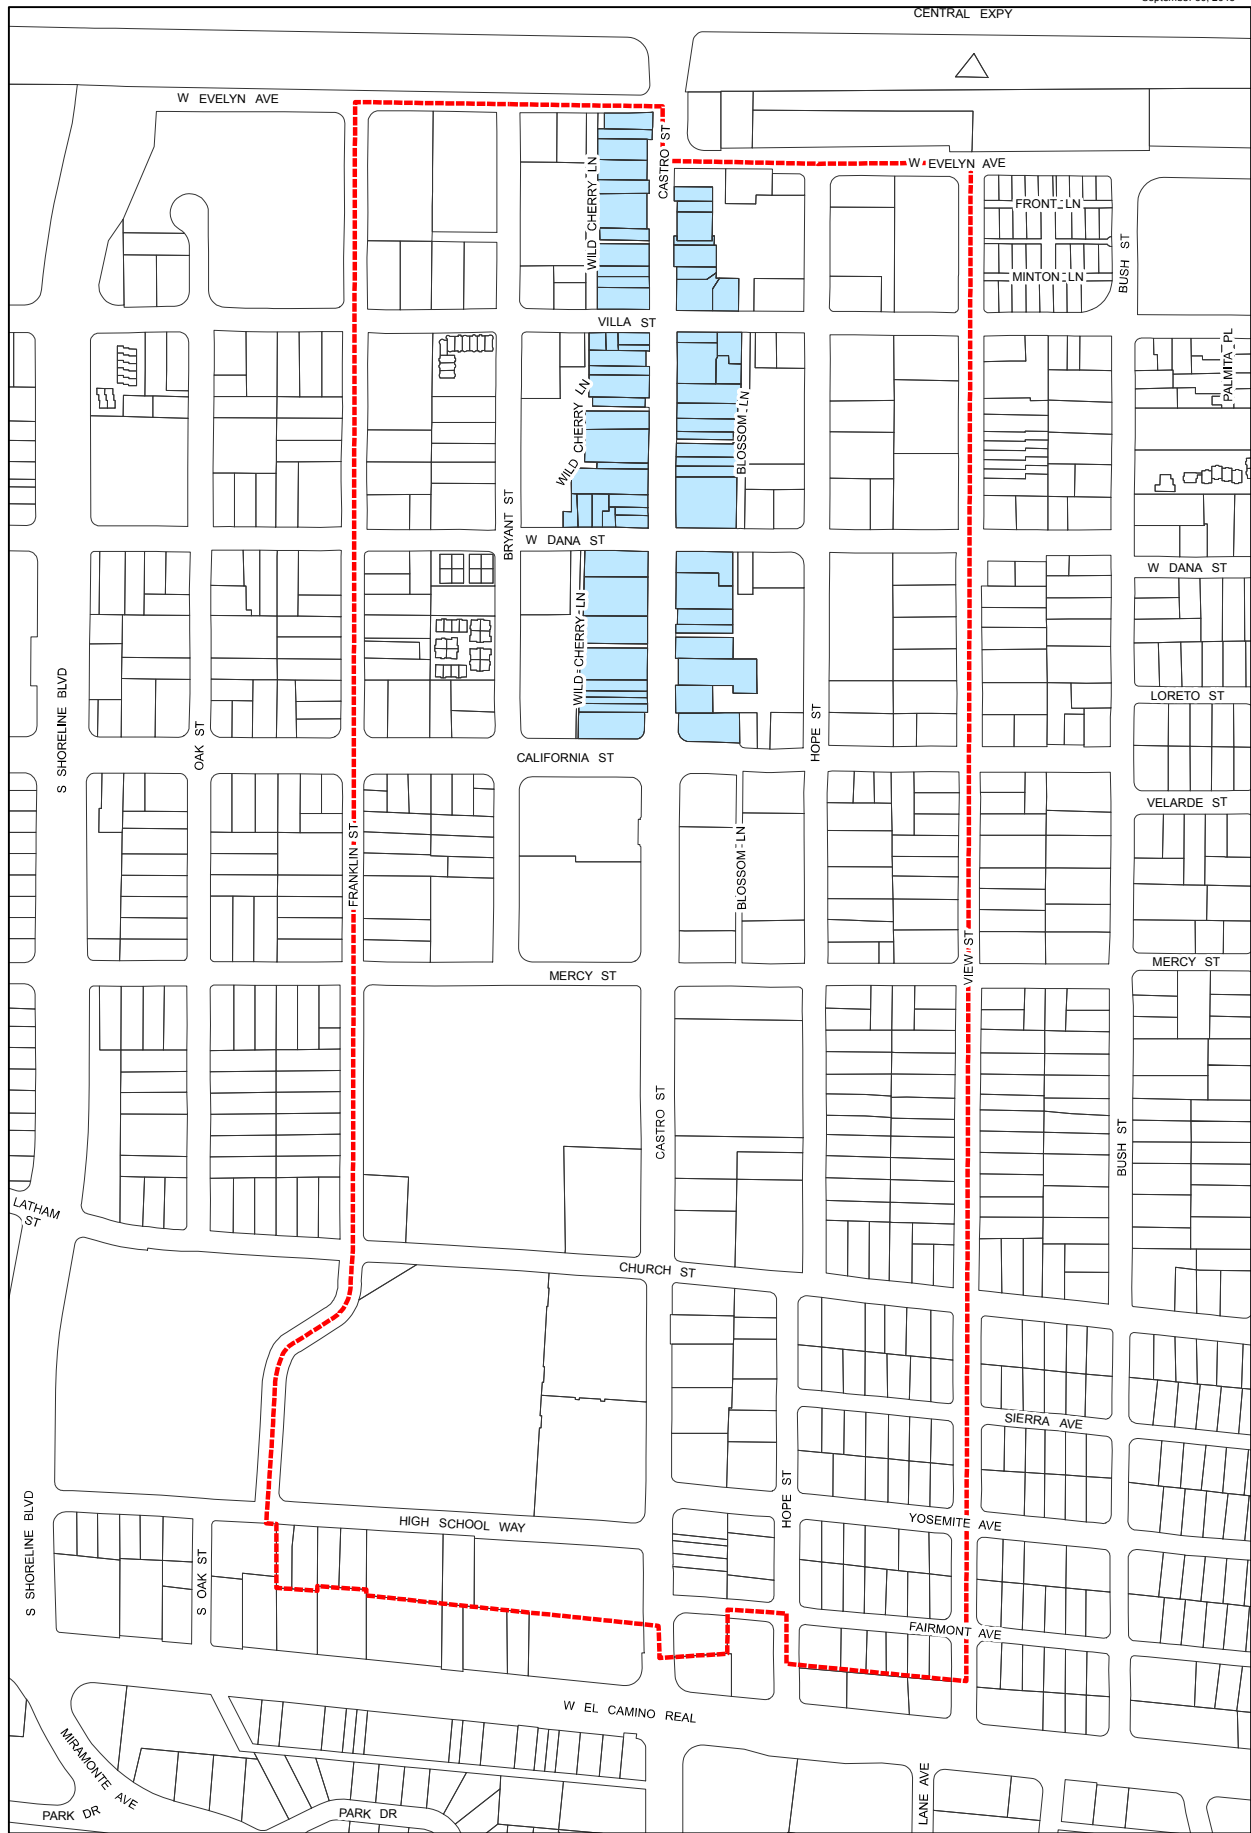 CENTRAL EXPY
W EVELYN AVE
CASTRO ST
W EVELYN AVE
WILD CHERRY LN
FRONT LN
BUSH ST
MINTON LN
VILLA ST
PALMITA PL
WILD CHERRY LN
BLOSSOM LN
BRYANT ST
W DANA ST
W DANA ST
WILD CHERRY LN
S SHORELINE BLVD
LORETO ST
OAK ST
HOPE ST
CALIFORNIA ST
VELARDE ST
FRANKLIN ST
BLOSSOM LN
VIEW ST
MERCY ST
MERCY ST
CASTRO ST
BUSH ST
LATHAM
ST
CHURCH ST
SIERRA AVE
HOPE ST
S SHORELINE BLVD
HIGH SCHOOL WAY
YOSEMITE AVE
S OAK ST
FAIRMONT AVE
W EL CAMINO REAL
MIRAMONTE AVE
LANE AVE
PARK DR
PARK DR